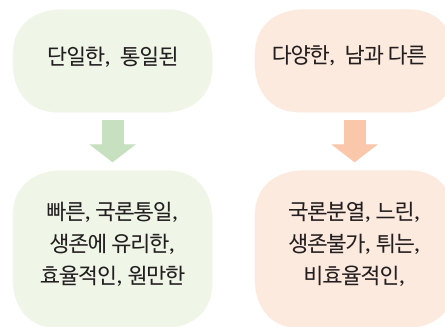 단일한, 통일된
다양한, 남과 다른
빠른, 국론통일,
생존에 유리한,
효율적인, 원만한
국론분열, 느린,
생존불가, 튀는,
비효율적인,